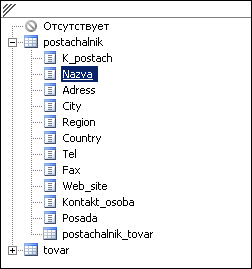 Отсутствует
postachalnik
K_postach
Nazva
Adress
City
Region
Country
Tel
Fax
Web_site
Kontakt_osoba
Posada
postachalnik_tovar
tovar